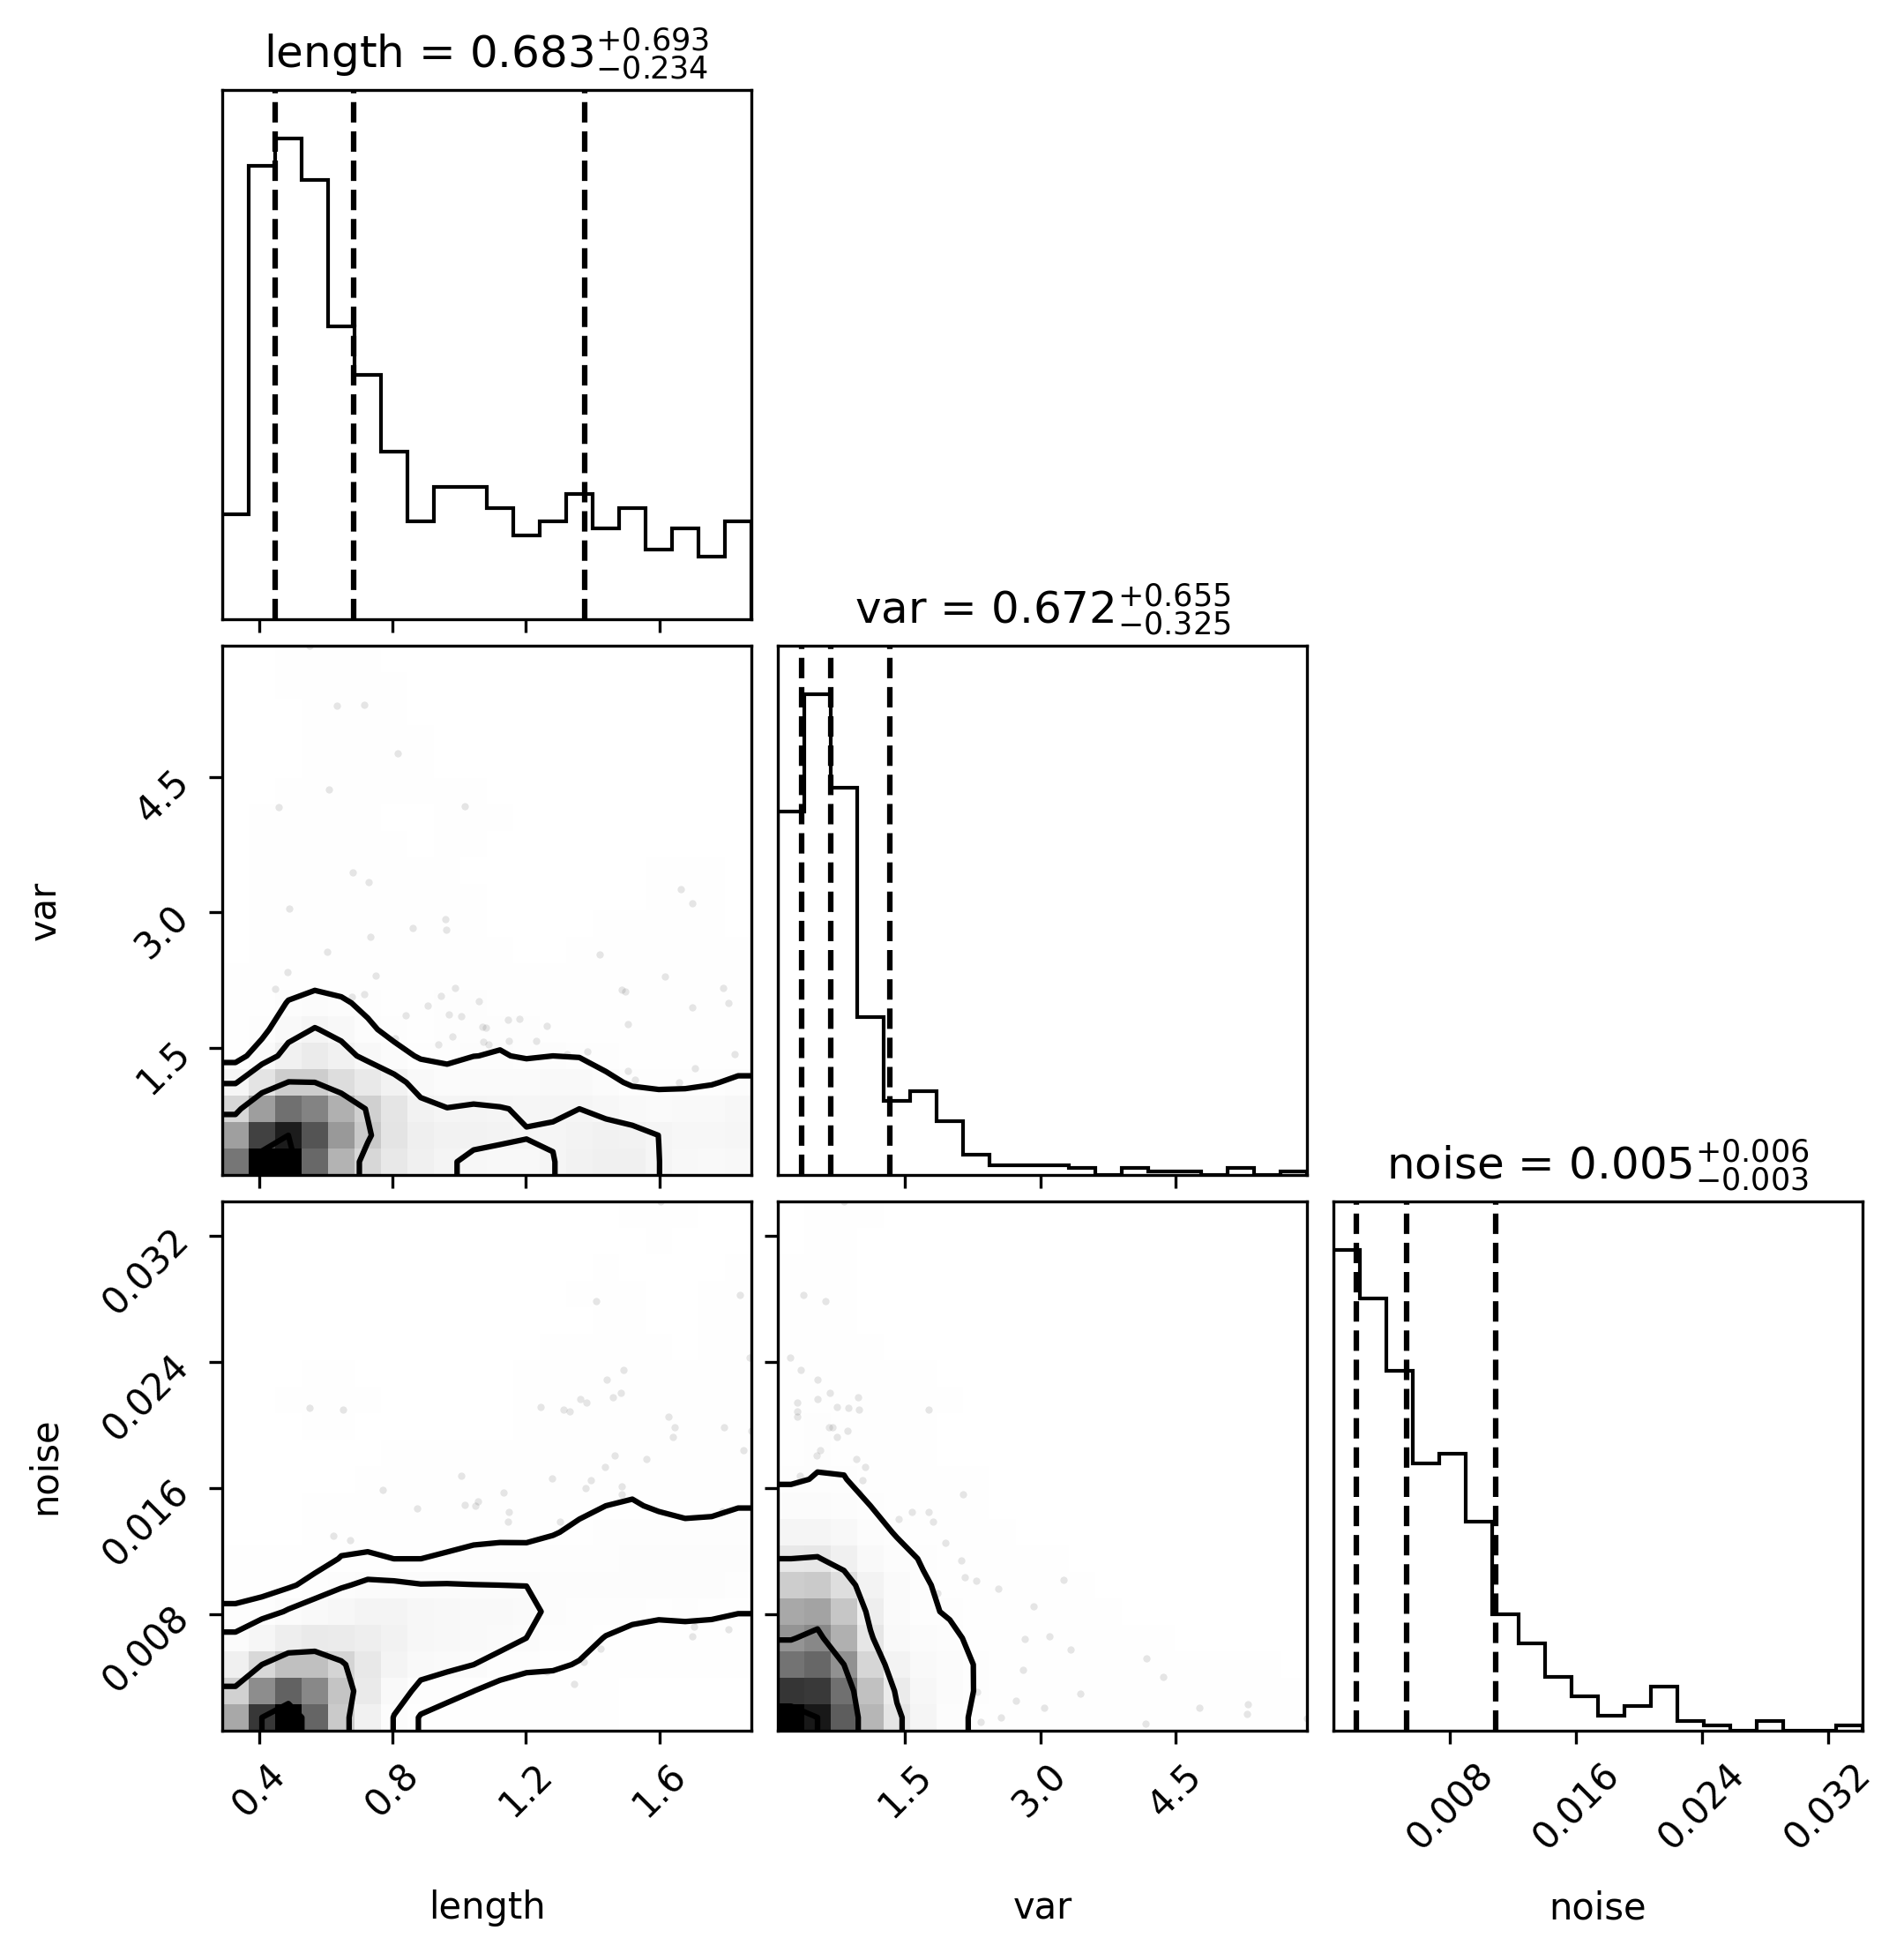 length = 0.683+0.693−0.234
var = 0.672+0.655−0.325
var
4.5
3.0
1.5
noise = 0.005+0.006−0.003
noise
0.032
0.024
0.016
0.008
0.4 0.8 1.2 1.6
1.5 3.0 4.5
0.008 0.016 0.024 0.032
length
var
noise